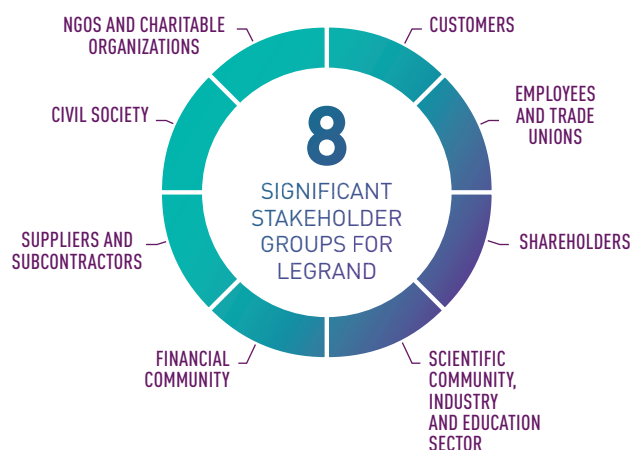 NGOS AND CHARITABLE
ORGANIZATIONS
CUSTOMERS
CIVIL SOCIETY
EMPLOYEES
AND TRADE
UNIONS
8
SIGNIFICANT
STAKEHOLDER
GROUPS FOR
LEGRAND
SUPPLIERS AND
SUBCONTRACTORS
SHAREHOLDERS
FINANCIAL
COMMUNITY
SCIENTIFIC
COMMUNITY,
INDUSTRY
AND EDUCATION
SECTOR